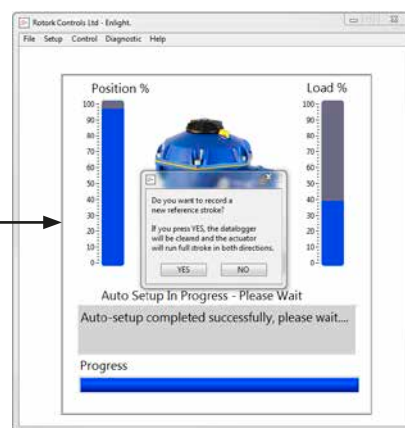 Rotork Controls Ltd - Enlight.
File Setup Control Diagnostic Help
Position %
Load %
100
90
80
70
60
50
40
30
20
10
0
100
90
80
70
60
50
40
30
20
10
0
Do you want to record a
new reference stroke?
If you press YES, the datalogger
will be cleared and the actuator
will run full stroke in both directions.
YES NO
Auto Setup In Progress - Please Wait
Auto-setup completed successfully, please wait....
Progress